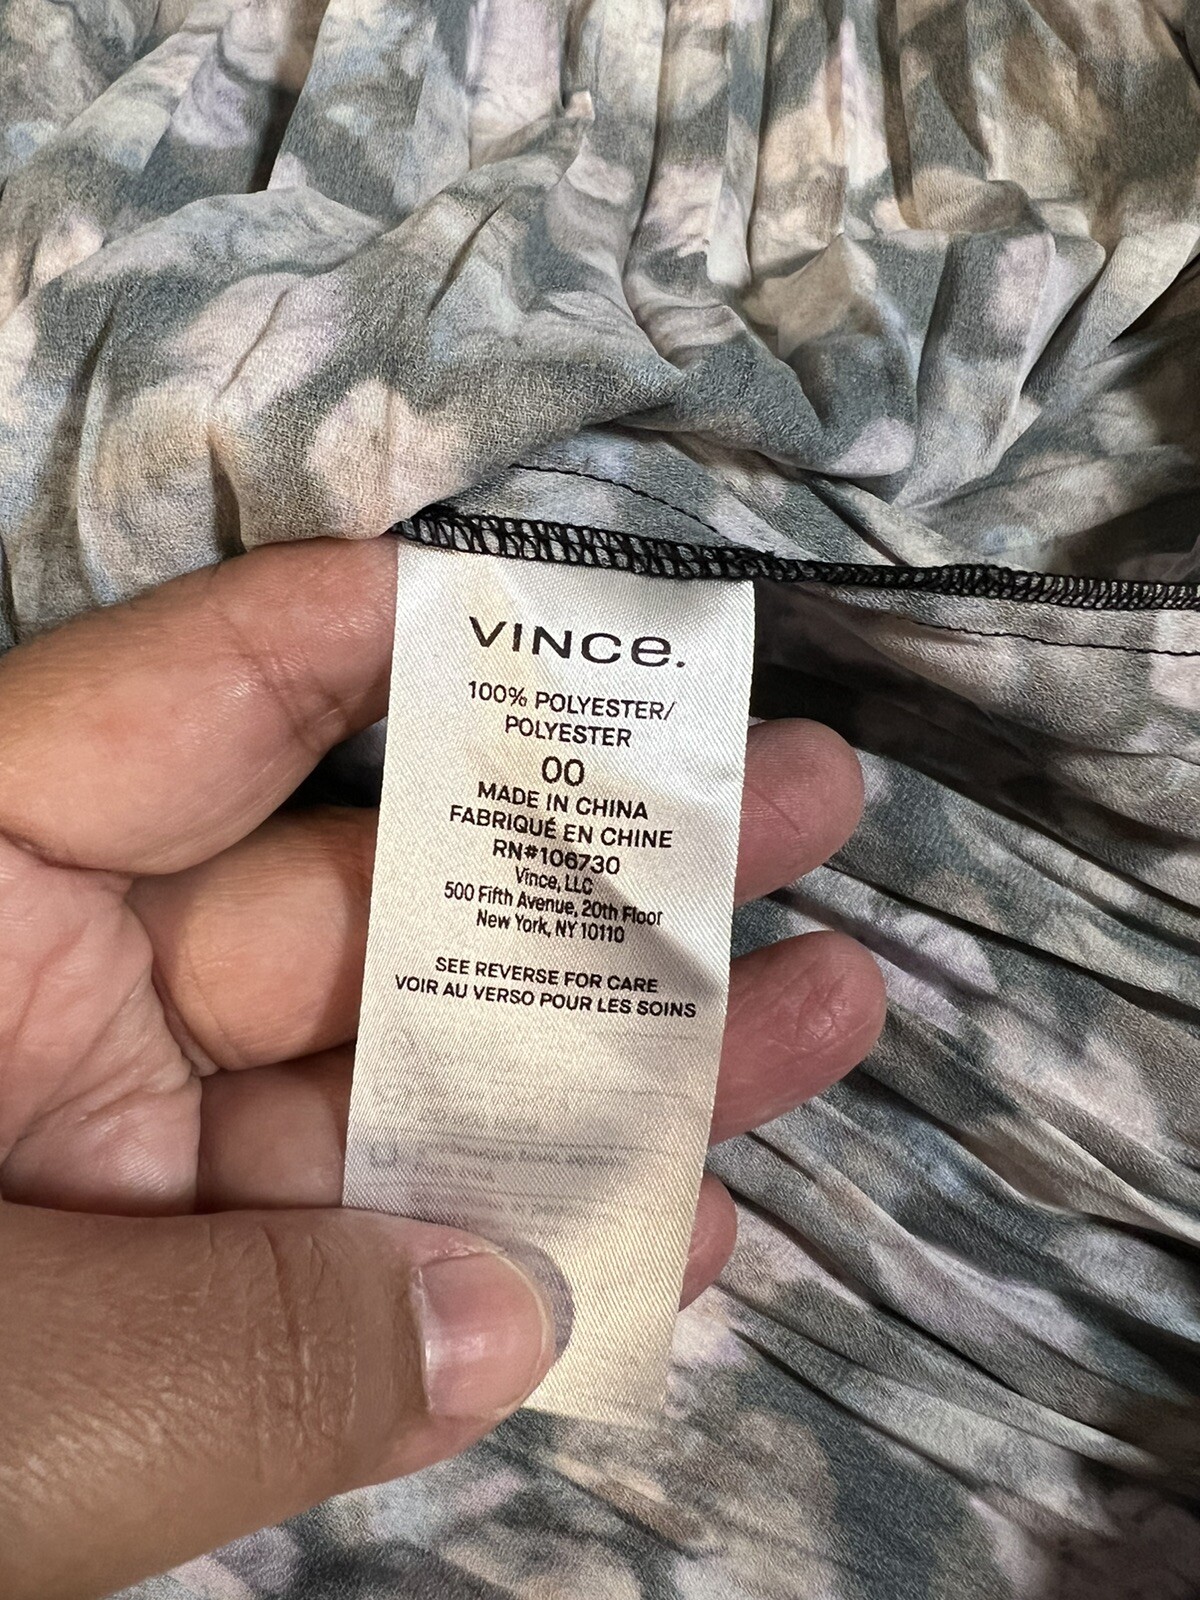 VINCe.
100% POLYESTER/
POLYESTER
00
MADE IN CHINA
FABRIQUÉ EN CHINE
RN#106730
Vince, LLC
500 Fifth Avenue, 20th Floor
New York, NY 10110
SEE REVERSE FOR CARE
VOIR AU VERSO POUR LES SOINS